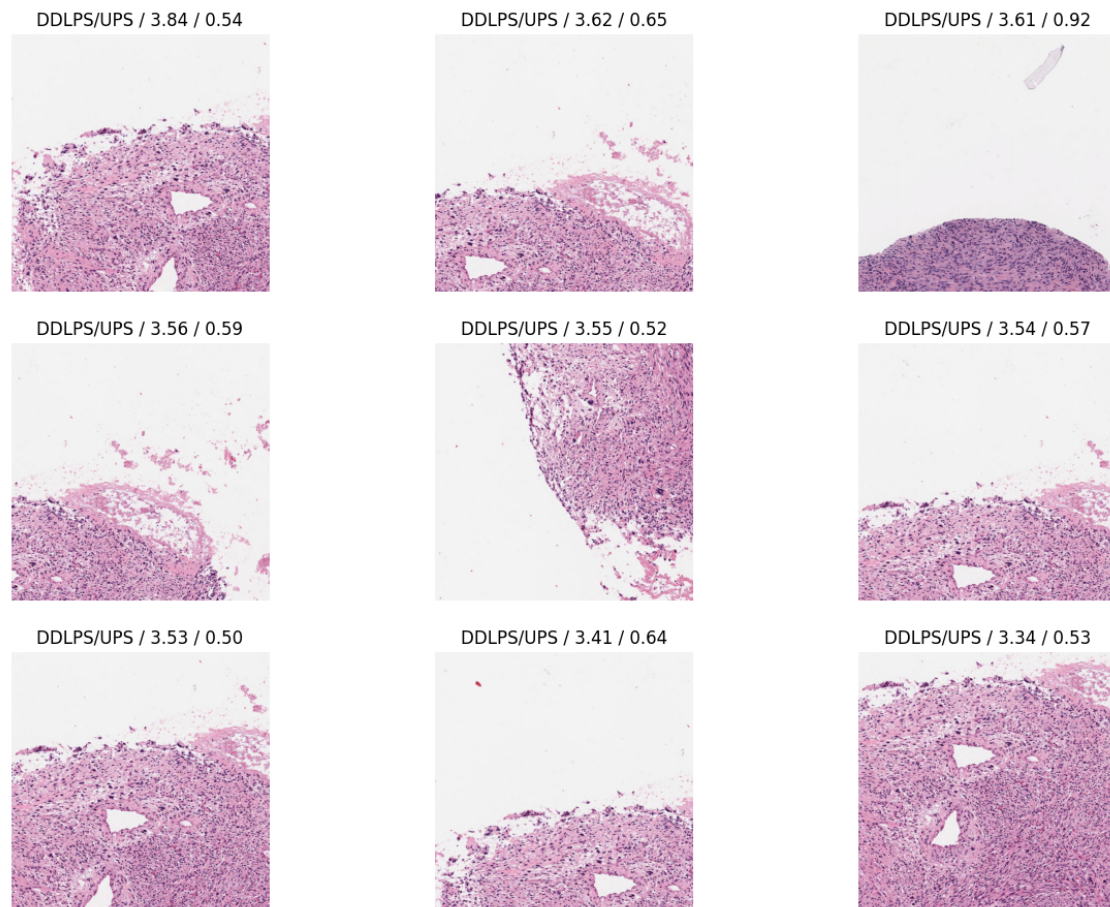 DDLPS/UPS / 3.84 / 0.54
DDLPS/UPS / 3.62 / 0.65
DDLPS/UPS / 3.61 / 0.92
DDLPS/UPS / 3.56 / 0.59
DDLPS/UPS / 3.55 / 0.52
DDLPS/UPS / 3.54 / 0.57
DDLPS/UPS / 3.53 / 0.50
DDLPS/UPS / 3.41 / 0.64
DDLPS/UPS / 3.34 / 0.53